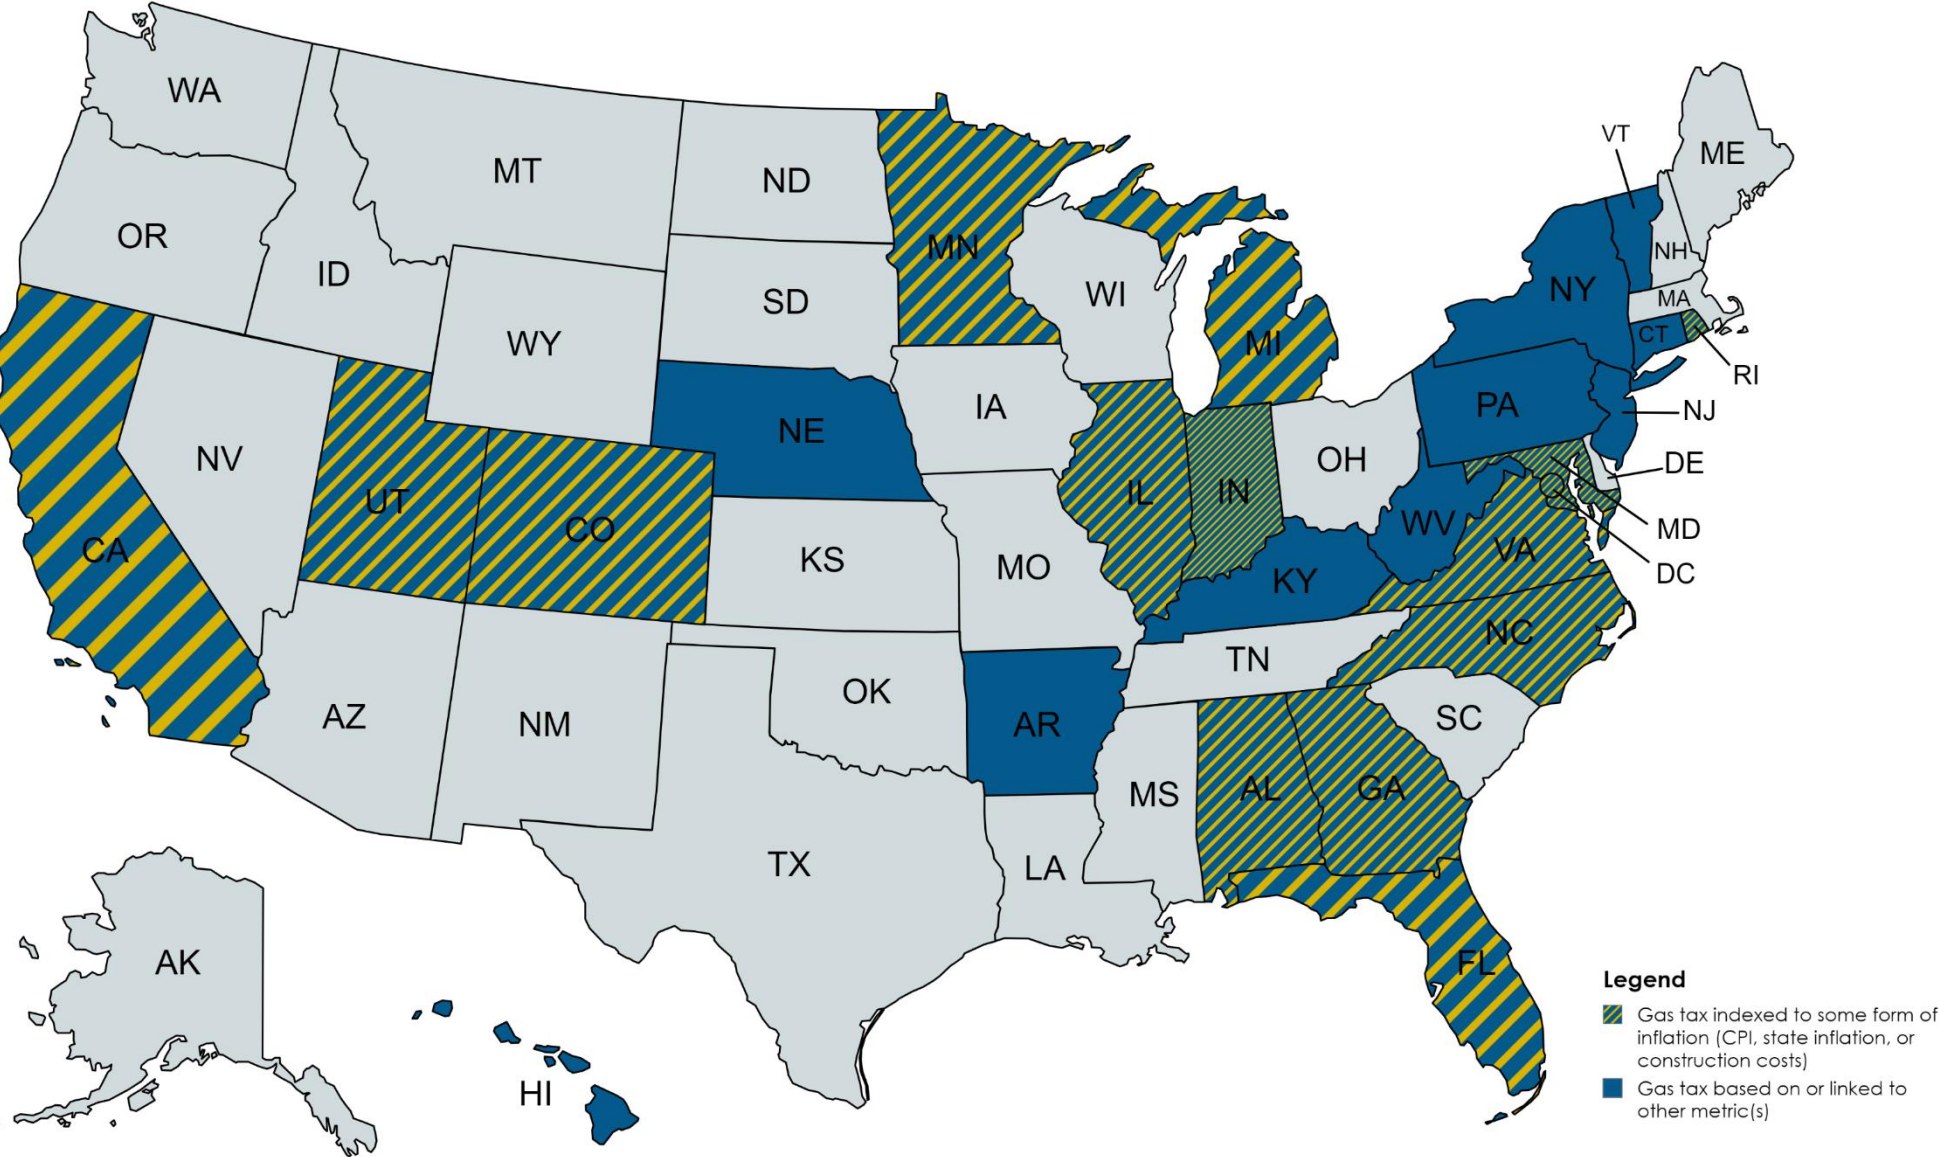 WA
MT
ND
VT
ME
OR
ID
MN
NH
SD
WI
NY
MA
WY
MI
CT
RI
IA
NE
PA
NJ
NV
OH
DE
UT
CO
IL
IN
WV
MD
CA
KS
MO
KY
VA
DC
NC
TN
AZ
NM
OK
AR
SC
MS
AL
GA
TX
LA
AK
FL
HI
Legend
Gas tax indexed to some form of
inflation (CPI, state inflation, or
construction costs)
Gas tax based on or linked to
other metric(s)